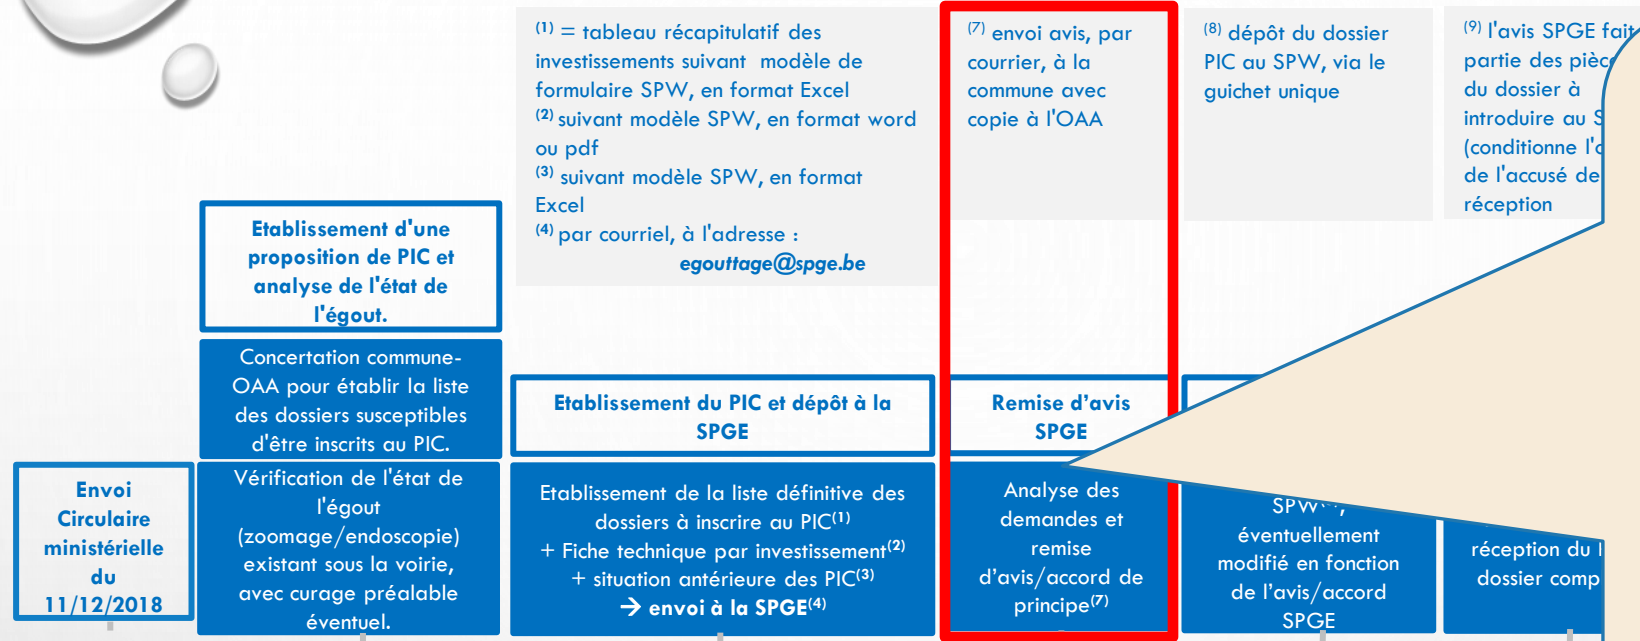 (1) = tableau récapitulatif des
investissements suivant modèle de
formulaire SPW, en format Excel
(2) suivant modèle SPW, en format word
ou pdf
(3) suivant modèle SPW, en format
Excel
(4) par courriel, à l'adresse :
egouttage@spge.be
(7) envoi avis, par
courrier, à la
commune avec
copie à l'OAA
(8) dépôt du dossier
PIC au SPW, via le
guichet unique
(9) l'avis SPGE fait
partie des
du dossier à
introduire au
(conditionne
de l'accusé de
réception
Etablissement d'une
proposition de PIC et
analyse de l'état de
l'égout.
Concertation commune-
OAA pour établir la liste
des dossiers susceptibles
d'être inscrits au PIC.
Vérification de l'état de
l'égout
(zoomage/endoscopie)
existant sous la voirie,
avec curage préalable
éventuel.
Envoi
Circulaire
ministérielle
du
11/12/2018
Etablissement du PIC et dépôt à la
SPGE
Etablissement de la liste définitive des
dossiers à inscrire au PIC(1)
+ Fiche technique par investissement(2)
+ situation antérieure des PIC(3)
→ envoi à la SPGE(4)
Remise d'avis
SPGE
Analyse des
demandes et
remise
d'avis/accord de
principe(7)
SPW
éventuellement
modifié en fonction
de l'avis/accord
SPGE
réception du
dossier